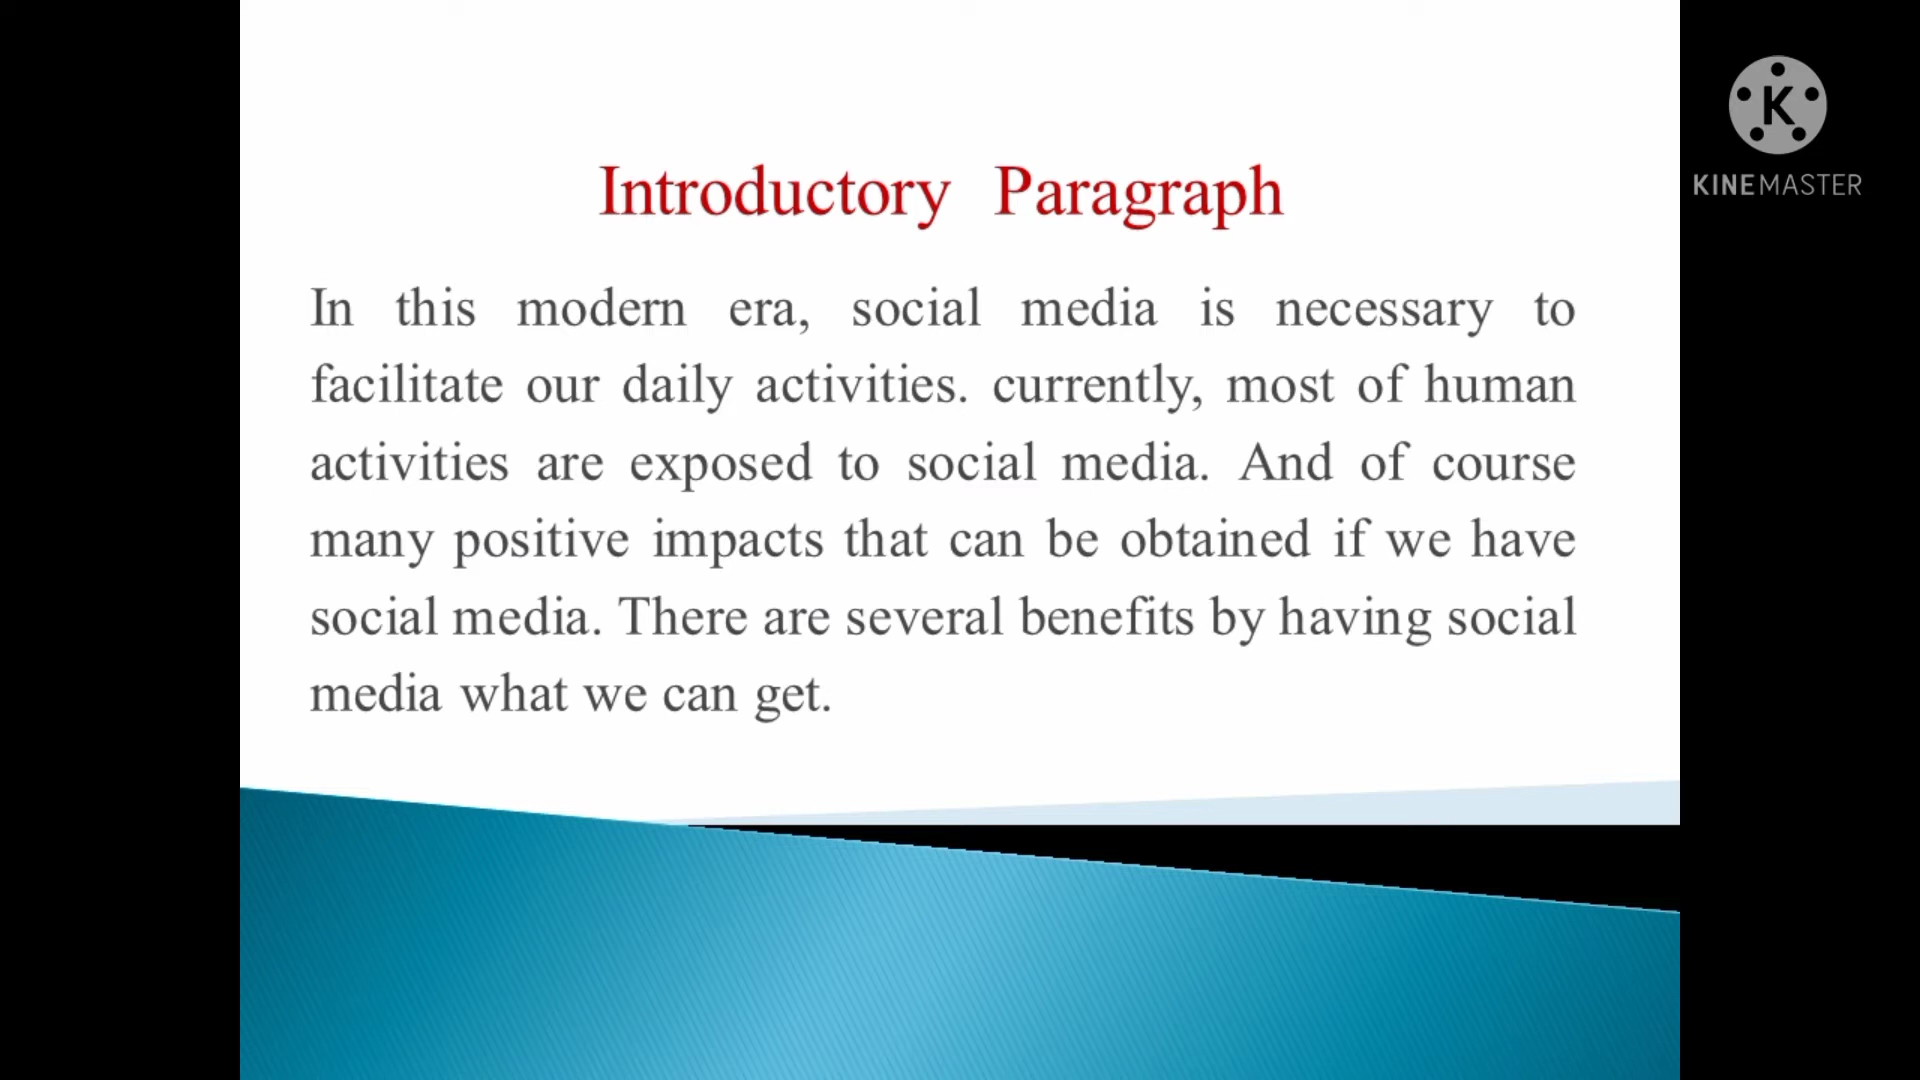 Introductory Paragraph
In this modern era, social media is necessary to
facilitate our daily activities. currently, most of human
activities are exposed to social media. And of course
many positive impacts that can be obtained if we have
social media. There are several benefits by having social
media what we can get.
K
KINEMASTER